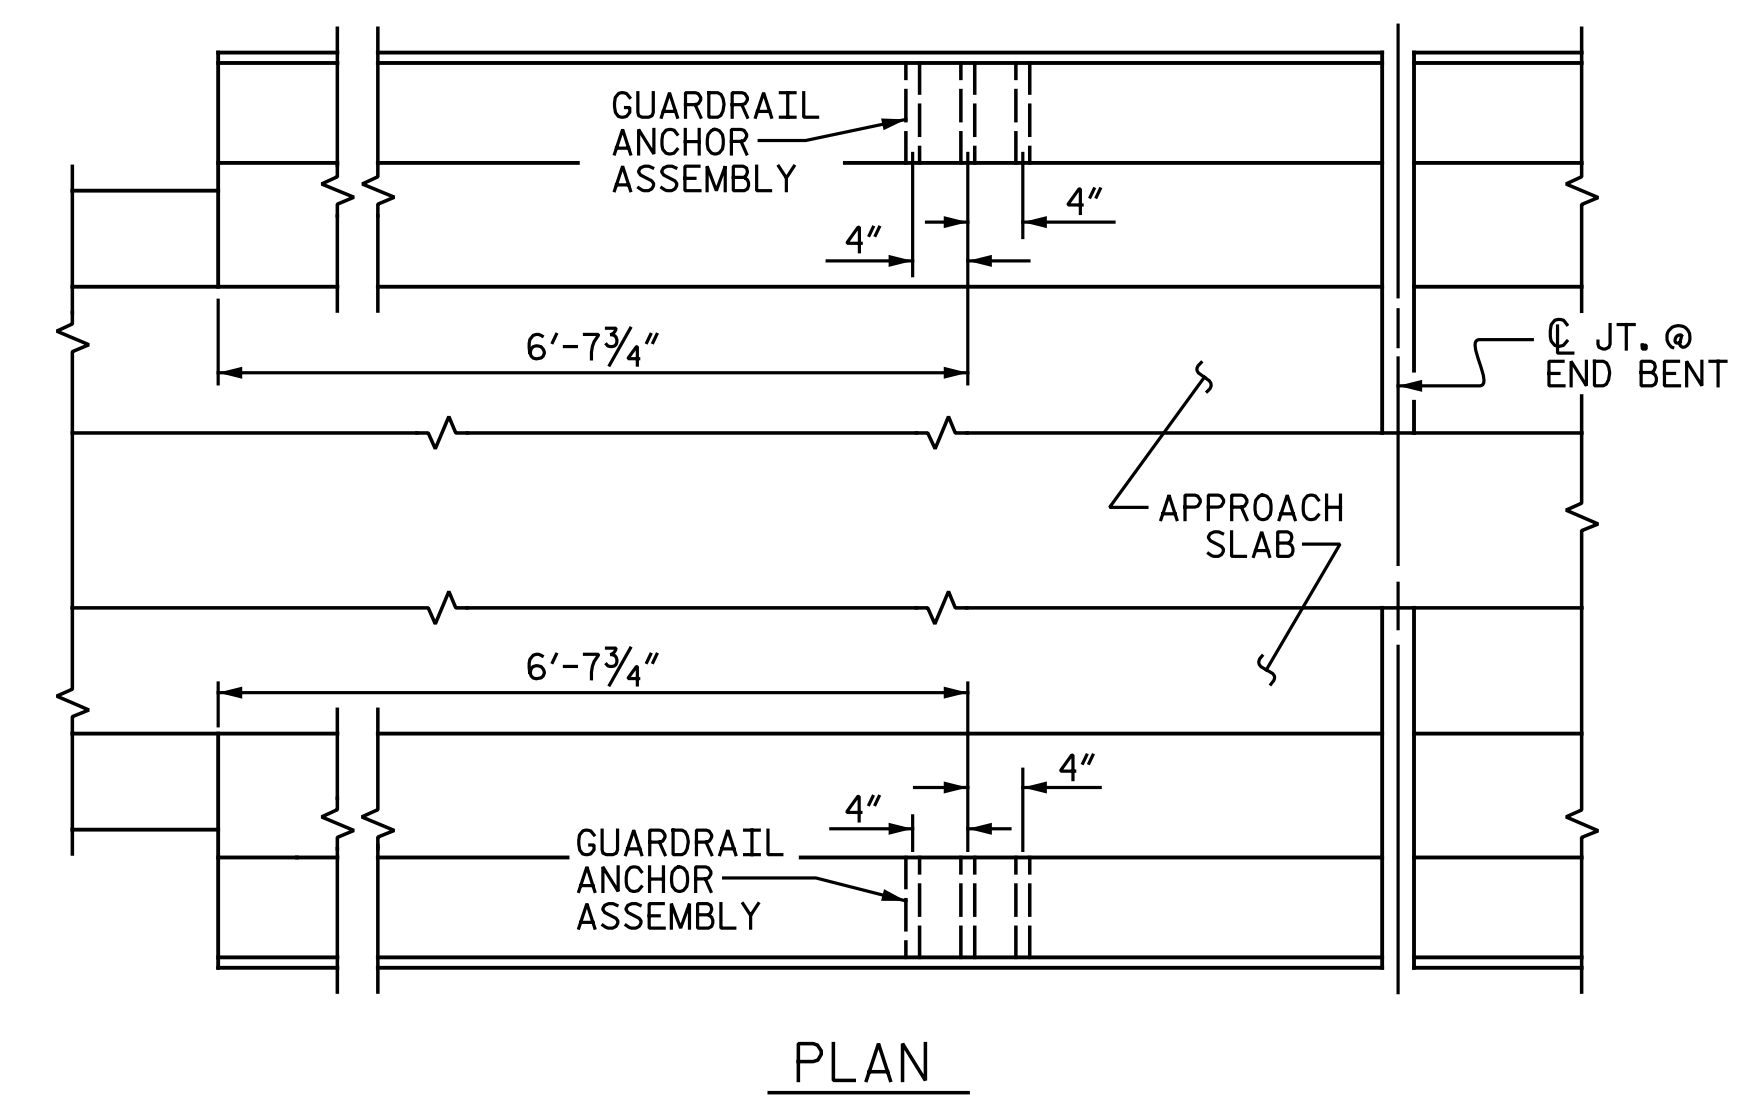 GUARDRAIL
ANCHOR
ASSEMBLY
4"
4"
6'-7¾"
℄ JT. @
END BENT
APPROACH
SLAB
6'-7¾"
4"
4"
GUARDRAIL
ANCHOR
ASSEMBLY
PLAN